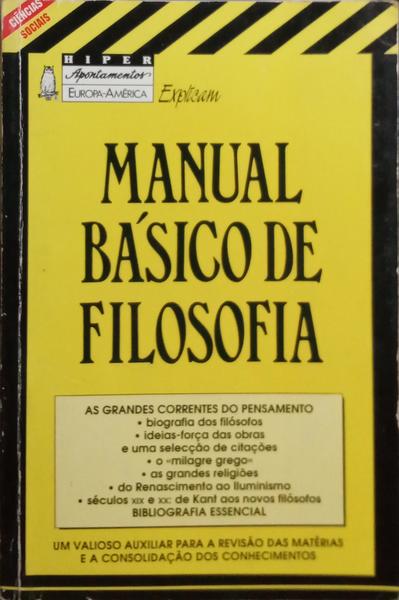 CIÊNCIAS
SOCIAIS
HIPER
Apontamentos
EUROPA-AMÉRICA
Explicam
MANUAL
BÁSICO DE
FILOSOFIA
AS GRANDES CORRENTES DO PENSAMENTO
• biografia dos filósofos
• ideias-força das obras
e uma selecção de citações
• o «milagre grego»
• as grandes religiões
• do Renascimento ao Iluminismo
• séculos XIX e XX: de Kant aos novos filósofos
BIBLIOGRAFIA ESSENCIAL
UM VALIOSO AUXILIAR PARA A REVISÃO DAS MATÉRIAS
E A CONSOLIDAÇÃO DOS CONHECIMENTOS